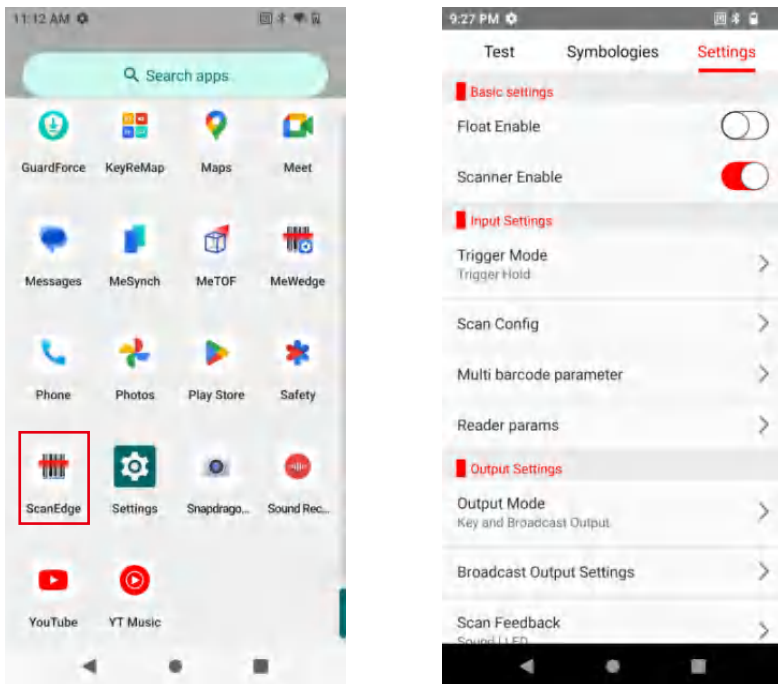 11:12 AM
Search apps
GuardForce KeyReMap Maps Meet
Messages MeSynch MeTOF MeWedge
Phone Photos Play Store Safety
ScanEdge Settings Snapdrago... Sound Rec...
YouTube YT Music
9:27 PM
Test Symbologies Settings
Basic settings
Float Enable
Scanner Enable
Input Settings
Trigger Mode
Trigger Hold
Scan Config
Multi barcode parameter
Reader params
Output Settings
Output Mode
Key and Broadcast Output
Broadcast Output Settings
Scan Feedback
Sound | LED